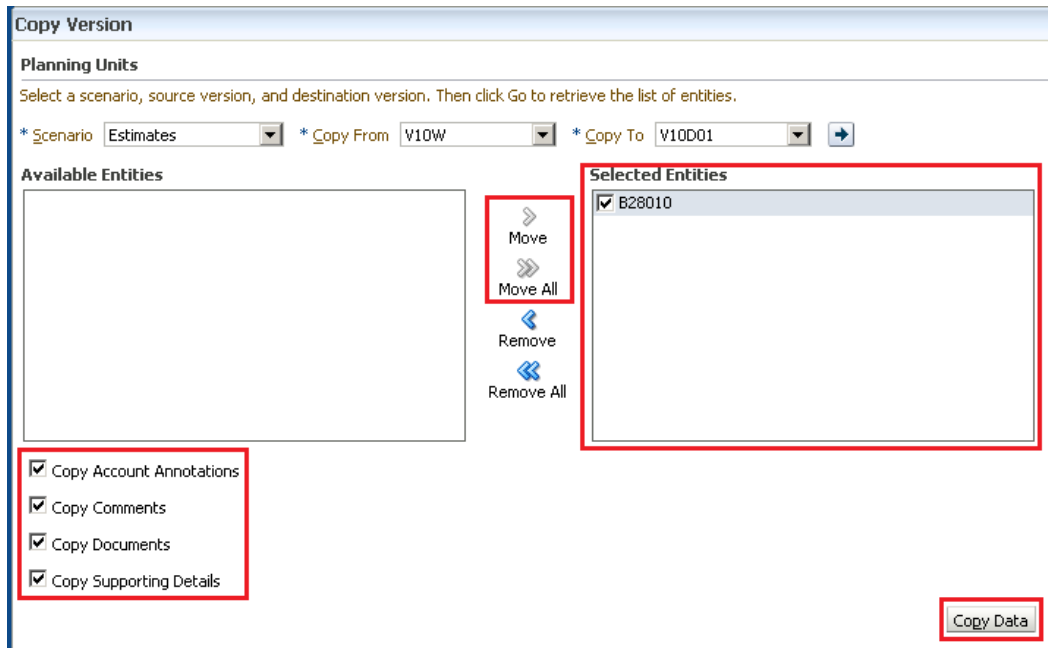 Copy Version
Planning Units
Select a scenario, source version, and destination version. Then click Go to retrieve the list of entities.
* Scenario Estimates * Copy From V10W * Copy To V10D01
Available Entities Selected Entities
B28010
Move
Move All
Remove
Remove All
Copy Account Annotations
Copy Comments
Copy Documents
Copy Supporting Details
Copy Data